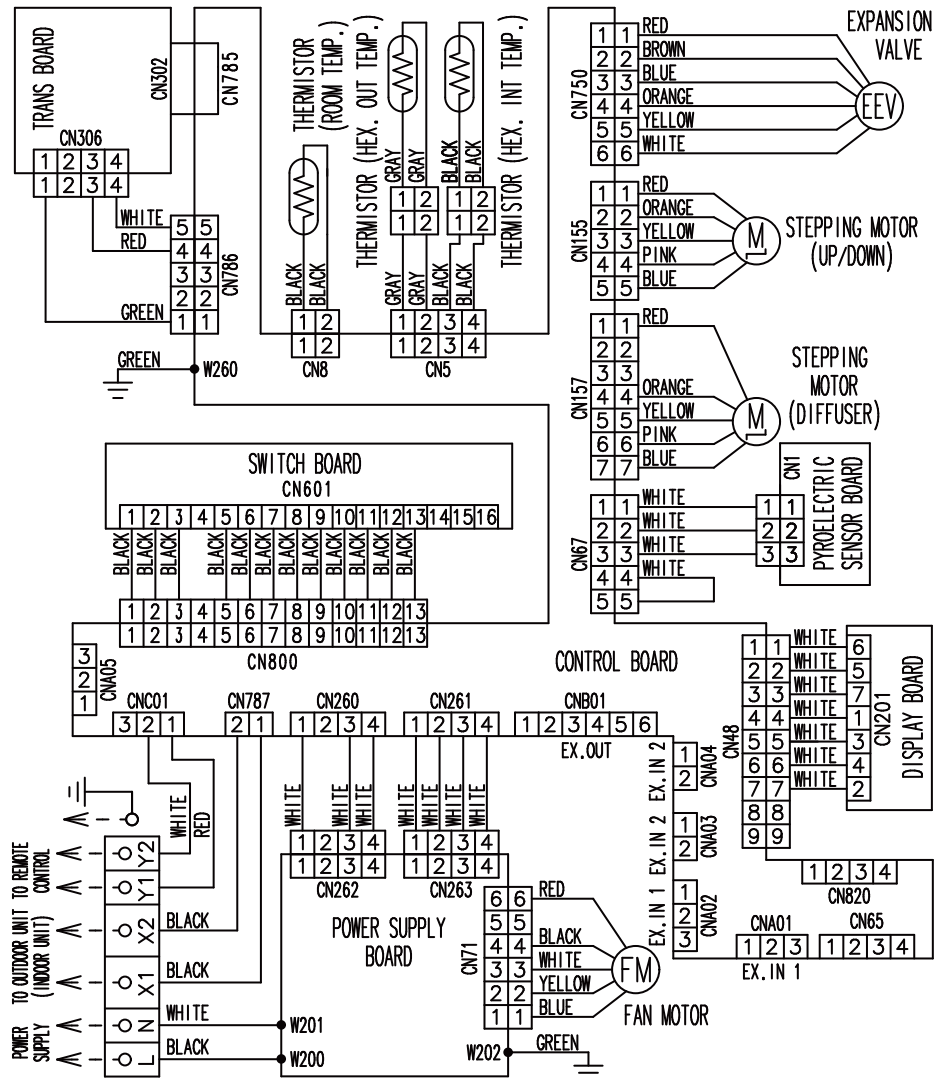 TRANS BOARD
CN302
CN785
CN306
1 2 3 4
1 2 3 4
WHITE
RED
GREEN
5 5
4 4
3 3
2 2
1 1
CN786
GREEN
W260
THERMISTOR
(ROOM TEMP.)
BLACK
BLACK
1 2
1 2
CN8
THERMISTOR (HEX. OUT TEMP.)
GRAY
GRAY
1 2
1 2
GRAY
GRAY
BLACK
BLACK
1 2
1 2
BLACK
BLACK
THERMISTOR (HEX. INT TEMP.)
1 2 3 4
1 2 3 4
CN5
CN750
1 1 RED
2 2 BROWN
3 3 BLUE
4 4 ORANGE
5 5 YELLOW
6 6 WHITE
EXPANSION
VALVE
EEV
CN155
1 1 RED
2 2 ORANGE
3 3 YELLOW
4 4 PINK
5 5 BLUE
M
STEPPING MOTOR
(UP/DOWN)
CN157
1 1 RED
2 2
3 3
4 4 ORANGE
5 5 YELLOW
6 6 PINK
7 7 BLUE
M
STEPPING
MOTOR
(DIFFUSER)
CN67
1 1 WHITE
2 2 WHITE
3 3 WHITE
4 4 WHITE
5 5
1 1
2 2
3 3
CN1
PYROELECTRIC
SENSOR BOARD
SWITCH BOARD
CN601
1 2 3 4 5 6 7 8 9 10 11 12 13 14 15 16
BLACK BLACK BLACK BLACK BLACK BLACK BLACK BLACK BLACK BLACK BLACK BLACK
1 2 3 4 5 6 7 8 9 10 11 12 13
1 2 3 4 5 6 7 8 9 10 11 12 13
CN800
CONTROL BOARD
3
2
1
CNA05
CNC01
3 2 1
CN787
2 1
CN260
1 2 3 4
CN261
1 2 3 4
CNB01
1 2 3 4 5 6
EX.OUT
EX.IN 2
1
2
CNA04
EX.IN 2
1
2
CNA03
EX.IN 1
1
2
3
CNA02
CN48
1 1 WHITE 6
2 2 WHITE 5
3 3 WHITE 7
4 4 WHITE 1
5 5 WHITE 3
6 6 WHITE 4
7 7 WHITE 2
8 8
9 9
CN201
DISPLAY BOARD
1 2 3 4
CN820
CNA01
1 2 3
EX.IN 1
CN65
1 2 3 4
WHITE
RED
WHITE
WHITE
WHITE
WHITE
WHITE
WHITE
WHITE
1 2 3 4
1 2 3 4
CN262
1 2 3 4
1 2 3 4
CN263
TO REMOTE
CONTROL
Y2
Y1
TO OUTDOOR UNIT
(INDOOR UNIT)
X2
BLACK
X1
BLACK
POWER
SUPPLY
N
WHITE
W201
L
BLACK
W200
POWER SUPPLY
BOARD
CN71
6 6 RED
5 5
4 4 BLACK
3 3 WHITE
2 2 YELLOW
1 1 BLUE
FM
FAN MOTOR
W202
GREEN